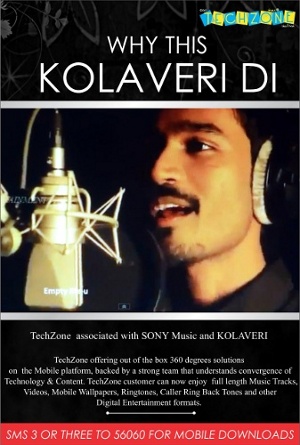 TECHZONE
WHY THIS
KOLAVERI DI
TechZone associated with SONY Music and KOLAVERI
TechZone offering out of the box 360 degrees solutions
on the Mobile platform, backed by a strong team that understands convergence of
Technology & Content. TechZone customer can now enjoy full length Music Tracks,
Videos, Mobile Wallpapers, Ringtones, Caller Ring Back Tones and other
Digital Entertainment formats.
SMS 3 OR THREE TO 56060 FOR MOBILE DOWNLOADS